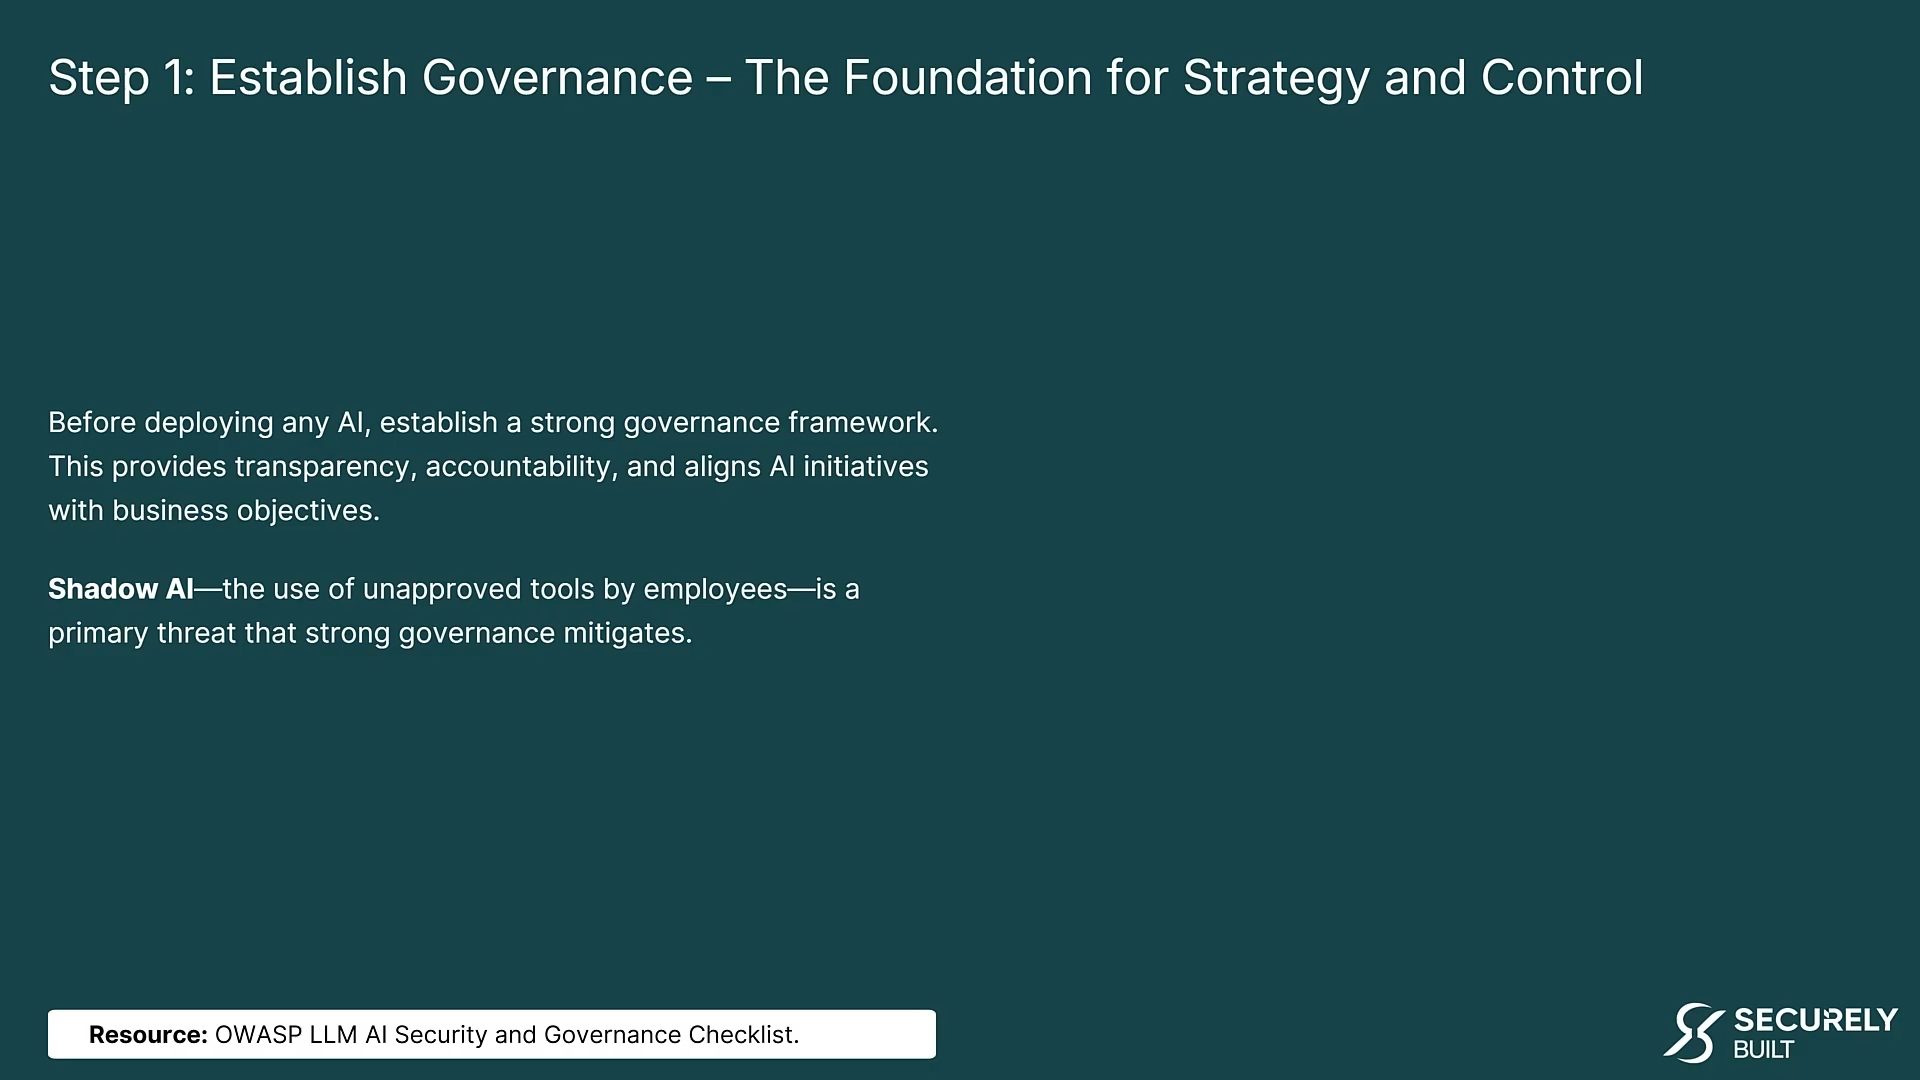 Step 1: Establish Governance – The Foundation for Strategy and Control
Before deploying any AI, establish a strong governance framework.
This provides transparency, accountability, and aligns AI initiatives
with business objectives.
Shadow AI—the use of unapproved tools by employees—is a
primary threat that strong governance mitigates.
Resource: OWASP LLM AI Security and Governance Checklist.
SECURELY
BUILT